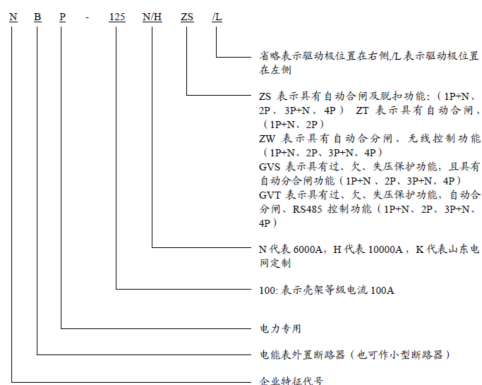 N B P - 125 N/H ZS /L
省略表示驱动极位置在右侧,/L 表示驱动极位置
在左侧
ZS 表示具有自动合闸及脱扣功能;（1P+N、
2P、3P+N、4P） ZT 表示具有自动合闸、
（1P+N、2P）
ZW 表示具有自动合分闸、无线控制功能
（1P+N、2P、3P+N、4P）
GVS 表示具有过、欠、失压保护功能，且具有
自动分合闸功能（1P+N 、2P、3P+N、4P）
GVT 表示具有过、欠、失压保护功能，自动合
分闸、RS485 控制功能（1P+N、2P、3P+N、
4P）
N 代表 6000A，H 代表 10000A ，K 代表山东电
网定制
100: 表示壳架等级电流 100A
电力专用
电能表外置断路器（也可作小型断路器）
企业特征代号